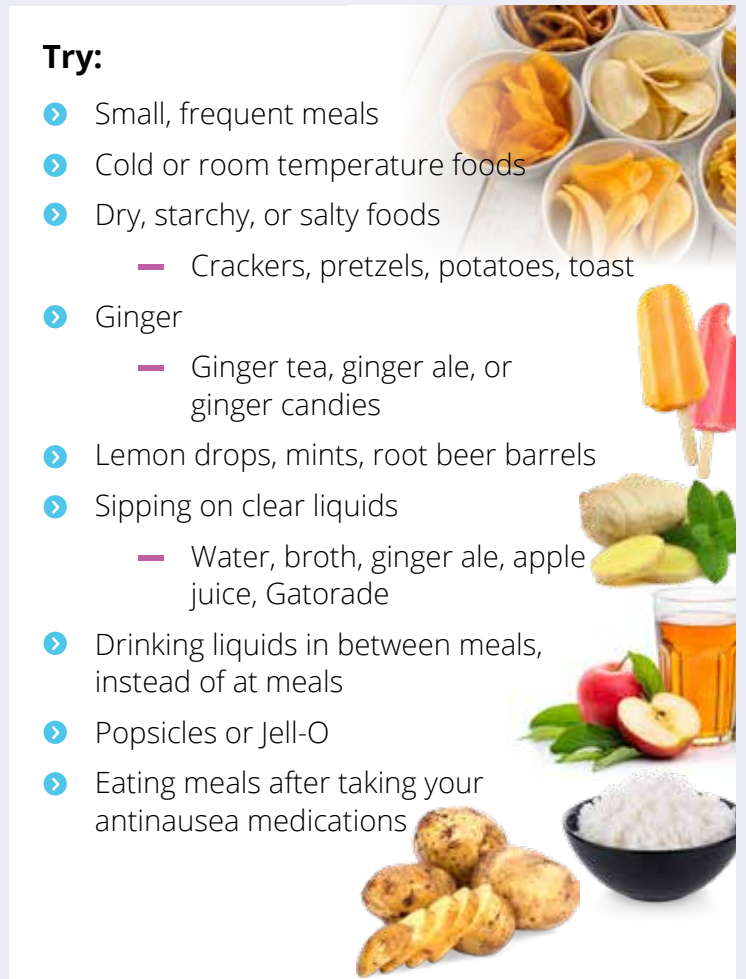 Try:
Small, frequent meals
Cold or room temperature foods
Dry, starchy, or salty foods
Crackers, pretzels, potatoes, toast
Ginger
Ginger tea, ginger ale, or
ginger candies
Lemon drops, mints, root beer barrels
Sipping on clear liquids
Water, broth, ginger ale, apple
juice, Gatorade
Drinking liquids in between meals,
instead of at meals
Popsicles or Jell-O
Eating meals after taking your
antinausea medications